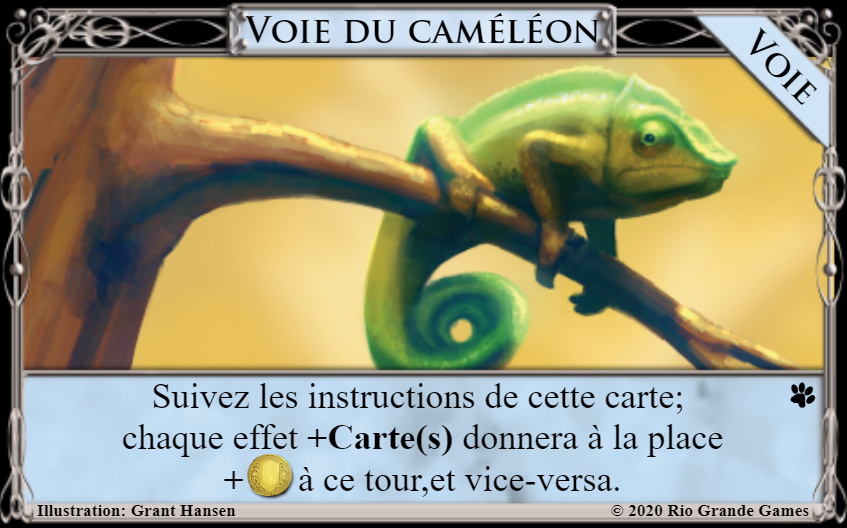 VOIE DU CAMÉLÉON
VOIE
Suivez les instructions de cette carte;
chaque effet +Carte(s) donnera à la place
+ à ce tour,et vice-versa.
Illustration: Grant Hansen
© 2020 Rio Grande Games